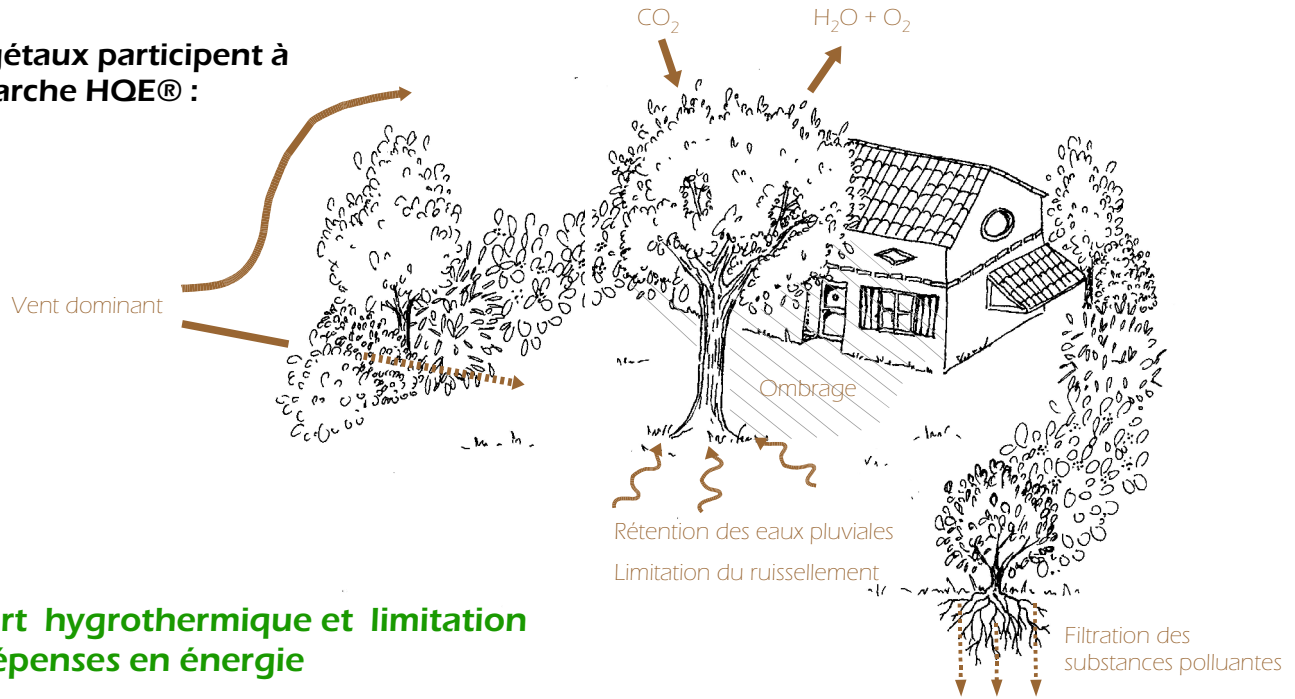 CO₂
H₂O + O₂
gétaux participent à
arche HQE® :
Vent dominant
Ombrage
Rétention des eaux pluviales
Limitation du ruissellement
rt hygrothermique et limitation
épenses en énergie
Filtration des
substances polluantes